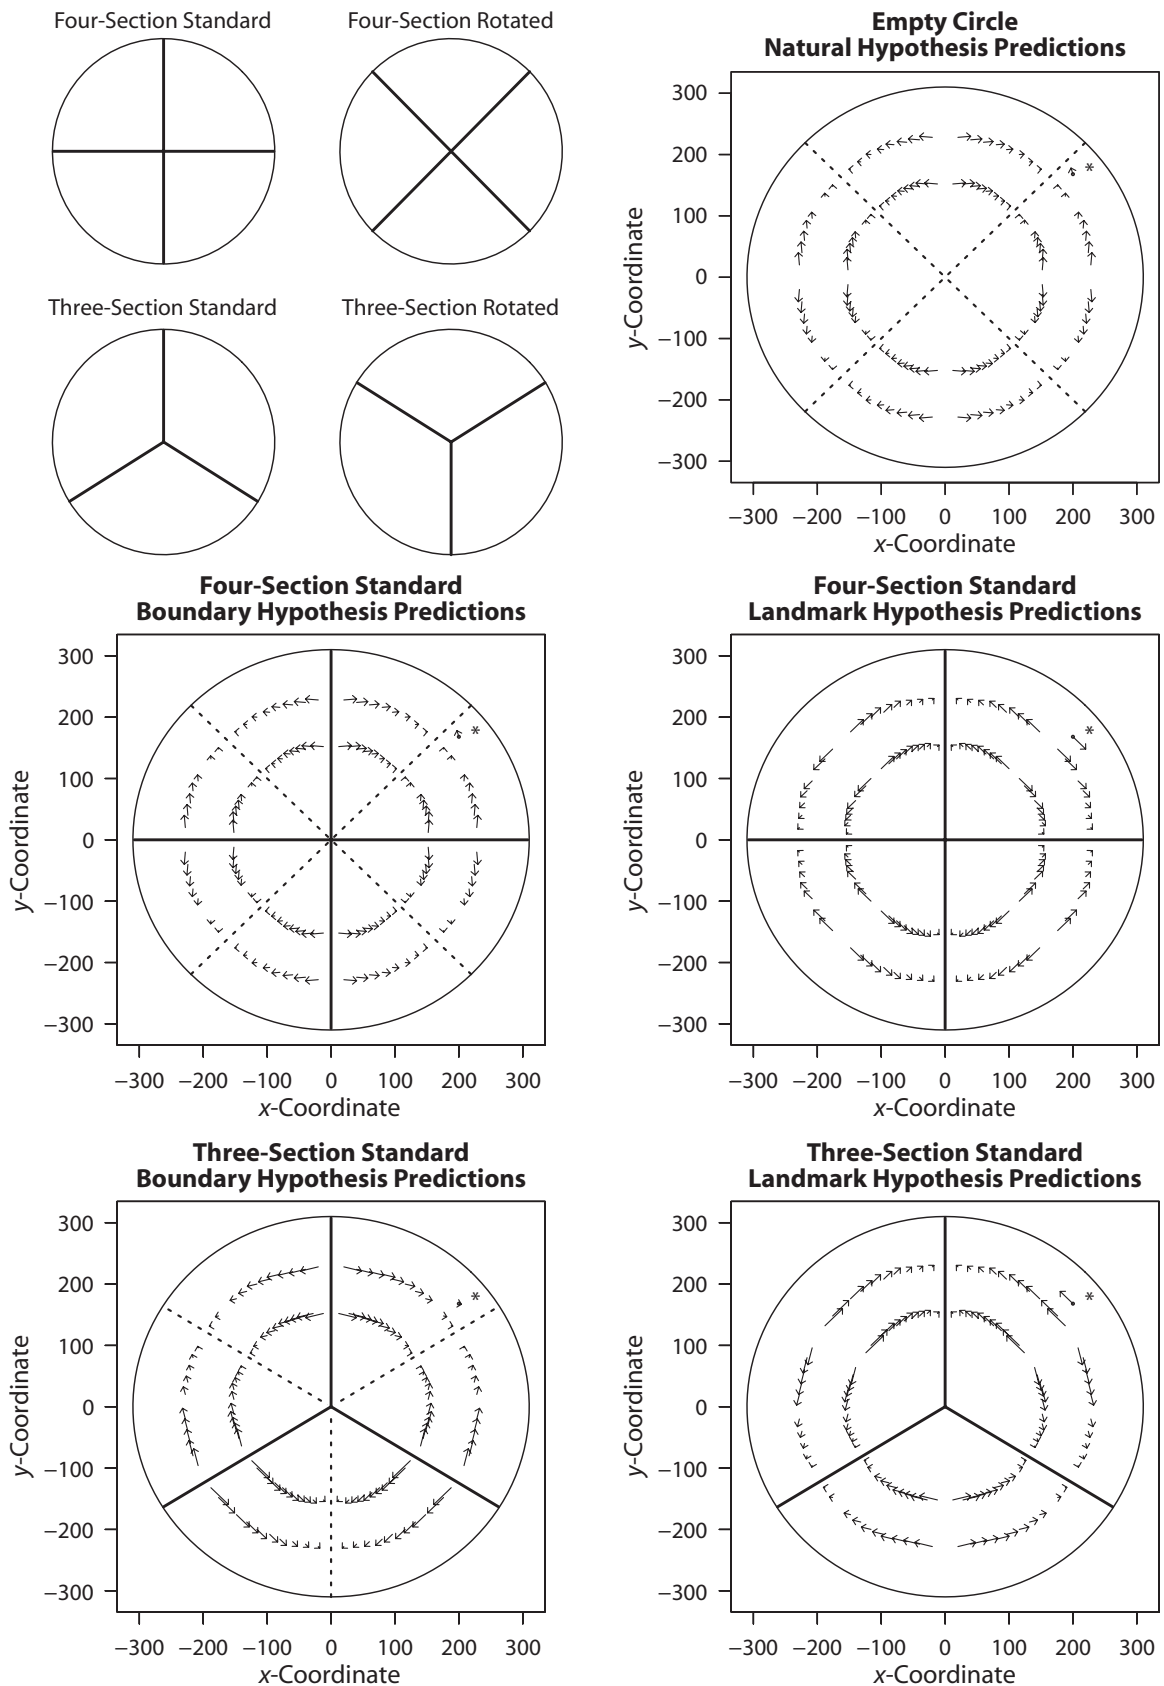 Four-Section Standard
Four-Section Rotated
Three-Section Standard
Three-Section Rotated
Empty Circle
Natural Hypothesis Predictions
300
200
100
0
−100
−200
−300
y-Coordinate
*
−300 −200 −100 0 100 200 300
x-Coordinate
Four-Section Standard
Boundary Hypothesis Predictions
300
200
100
0
−100
−200
−300
y-Coordinate
*
−300 −200 −100 0 100 200 300
x-Coordinate
Four-Section Standard
Landmark Hypothesis Predictions
300
200
100
0
−100
−200
−300
y-Coordinate
*
−300 −200 −100 0 100 200 300
x-Coordinate
Three-Section Standard
Boundary Hypothesis Predictions
300
200
100
0
−100
−200
−300
y-Coordinate
*
−300 −200 −100 0 100 200 300
x-Coordinate
Three-Section Standard
Landmark Hypothesis Predictions
300
200
100
0
−100
−200
−300
y-Coordinate
*
−300 −200 −100 0 100 200 300
x-Coordinate